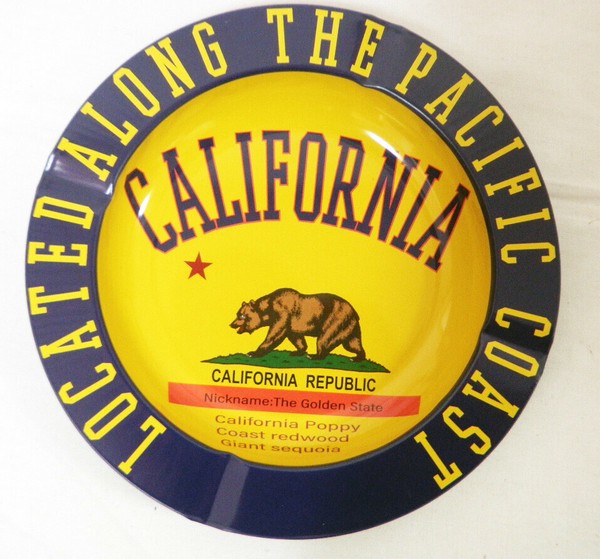 LOCATED ALONG THE PACIFIC COAST
CALIFORNIA
CALIFORNIA REPUBLIC
Nickname:The Golden State
California Poppy
Coast redwood
Giant sequoia